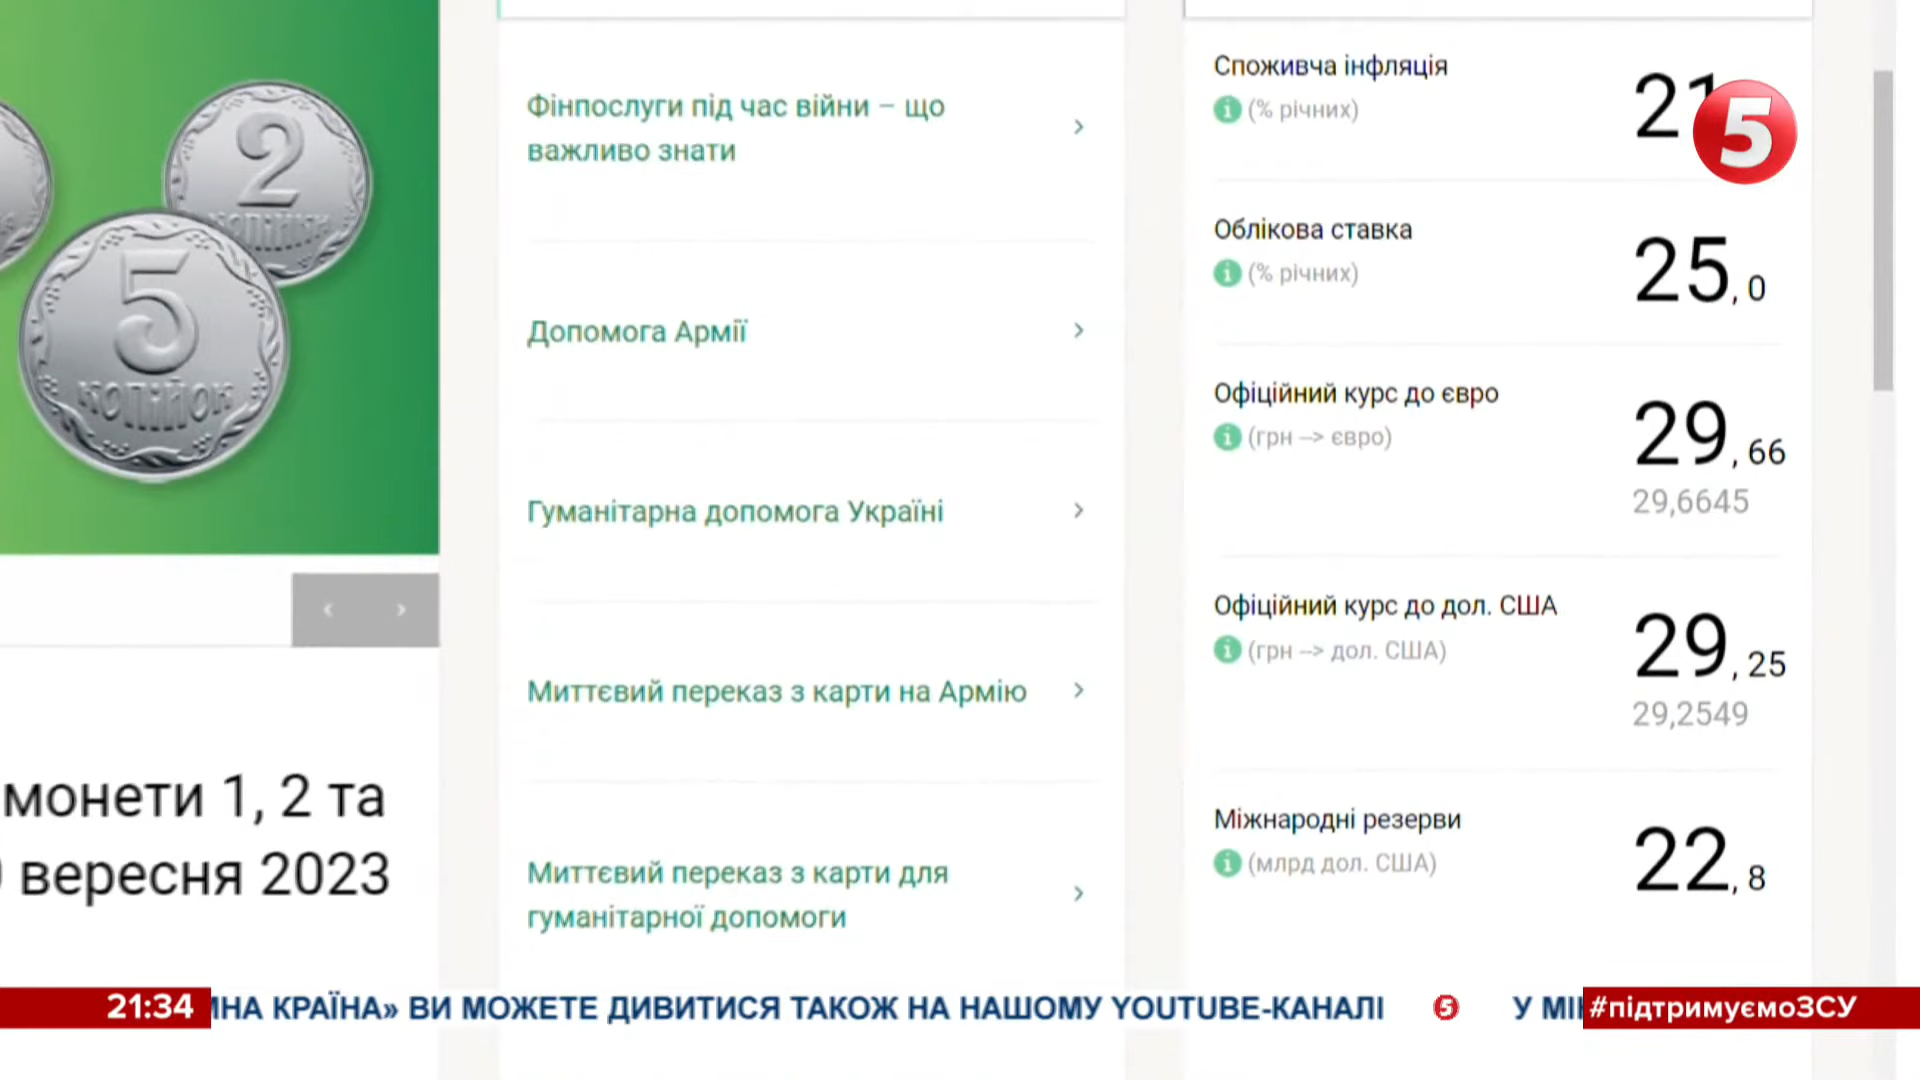 2
КОПІЙКИ
5
КОПІЙОК
монети 1, 2 та
вересня 2023
Фінпослуги під час війни – що
важливо знати
Допомога Армії
Гуманітарна допомога Україні
Миттєвий переказ з карти на Армію
Миттєвий переказ з карти для
гуманітарної допомоги
Споживча інфляція
(% річних)
21
5
Облікова ставка
(% річних)
25,0
Офіційний курс до євро
(грн --> євро)
29,66
29,6645
Офіційний курс до дол. США
(грн --> дол. США)
29,25
29,2549
Міжнародні резерви
(млрд дол. США)
22,8
21:34
КРАЇНА» ВИ МОЖЕТЕ ДИВИТИСЯ ТАКОЖ НА НАШОМУ YOUTUBE-КАНАЛІ 5 У
#підтримуємоЗСУ